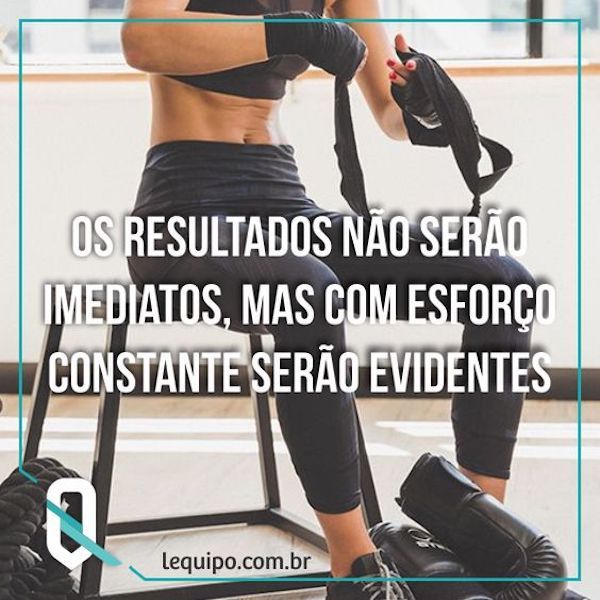 OS RESULTADOS NÃO SERÃO
IMEDIATOS, MAS COM ESFORÇO
CONSTANTE SERÃO EVIDENTES
lequipo.com.br